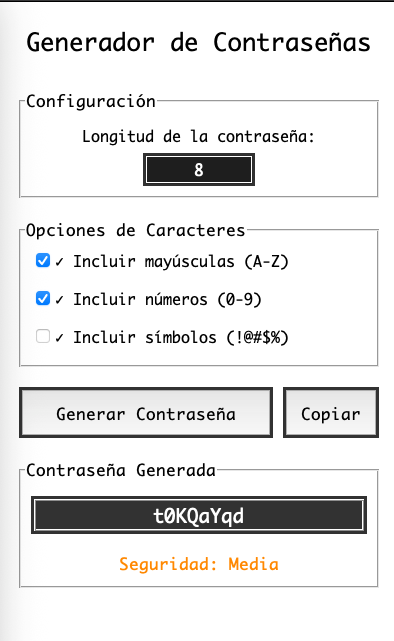 Generador de Contraseñas
Configuración
Longitud de la contraseña:
8
Opciones de Caracteres
✓ Incluir mayúsculas (A-Z)
✓ Incluir números (0-9)
✓ Incluir símbolos (!@#$%)
Generar Contraseña
Copiar
Contraseña Generada
t0KQaYqd
Seguridad: Media